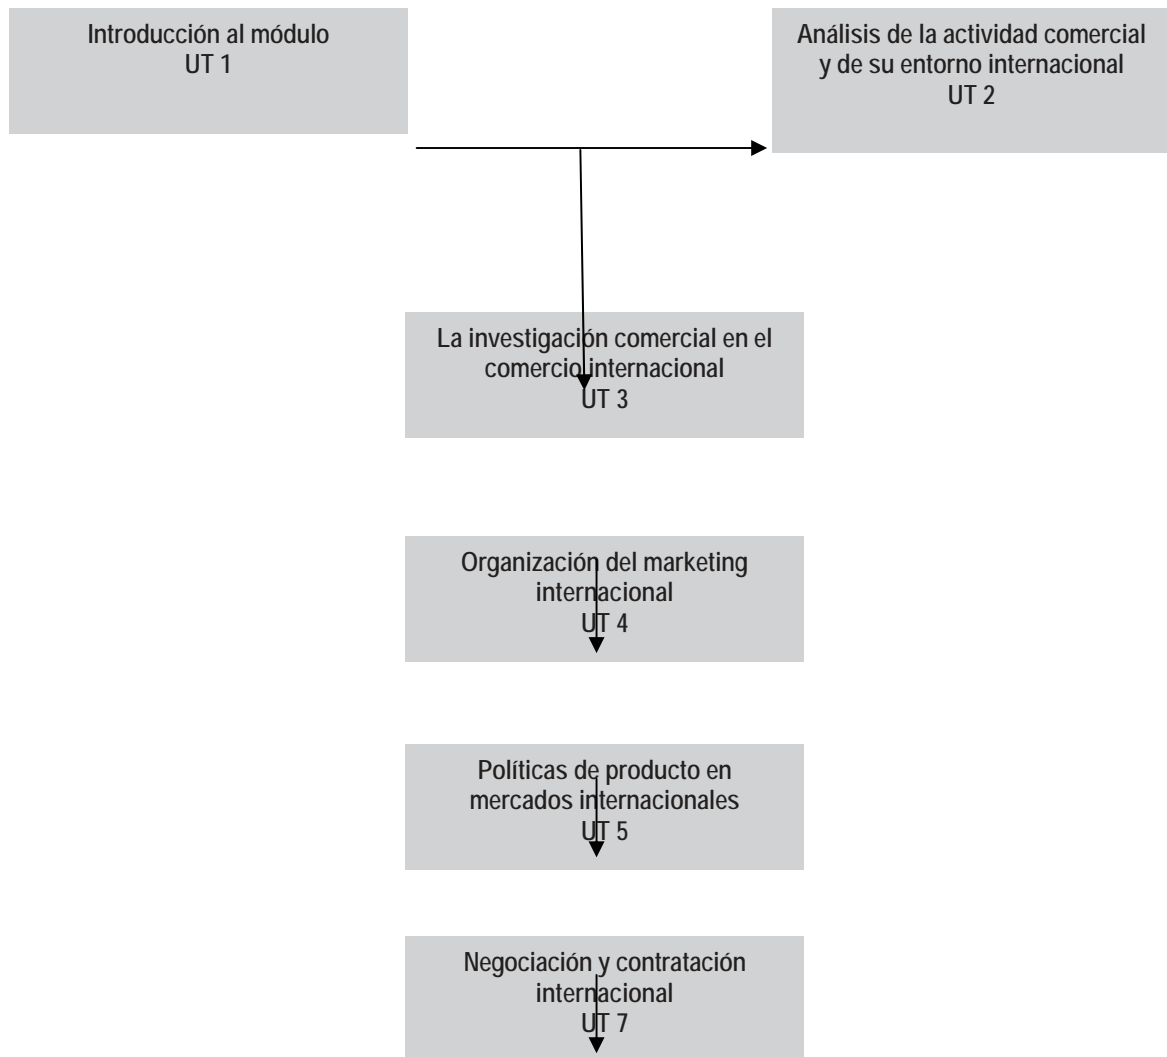 Introducción al módulo
UT 1
Análisis de la actividad comercial
y de su entorno internacional
UT 2
La investigación comercial en el
comercio internacional
UT 3
Organización del marketing
internacional
UT 4
Políticas de producto en
mercados internacionales
UT 5
Negociación y contratación
internacional
UT 7